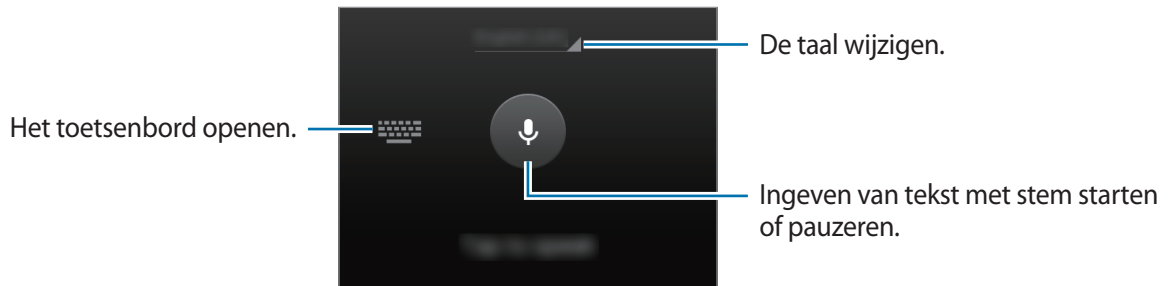 De taal wijzigen.
Het toetsenbord openen.
Ingeven van tekst met stem starten
of pauzeren.